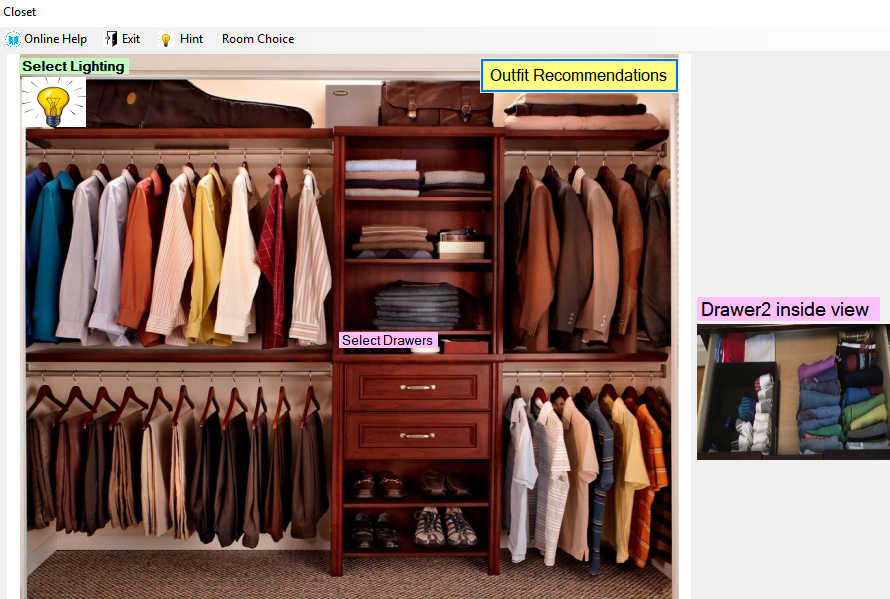 Closet
Online Help Exit Hint Room Choice
Select Lighting
Outfit Recommendations
Drawer2 inside view
Select Drawers